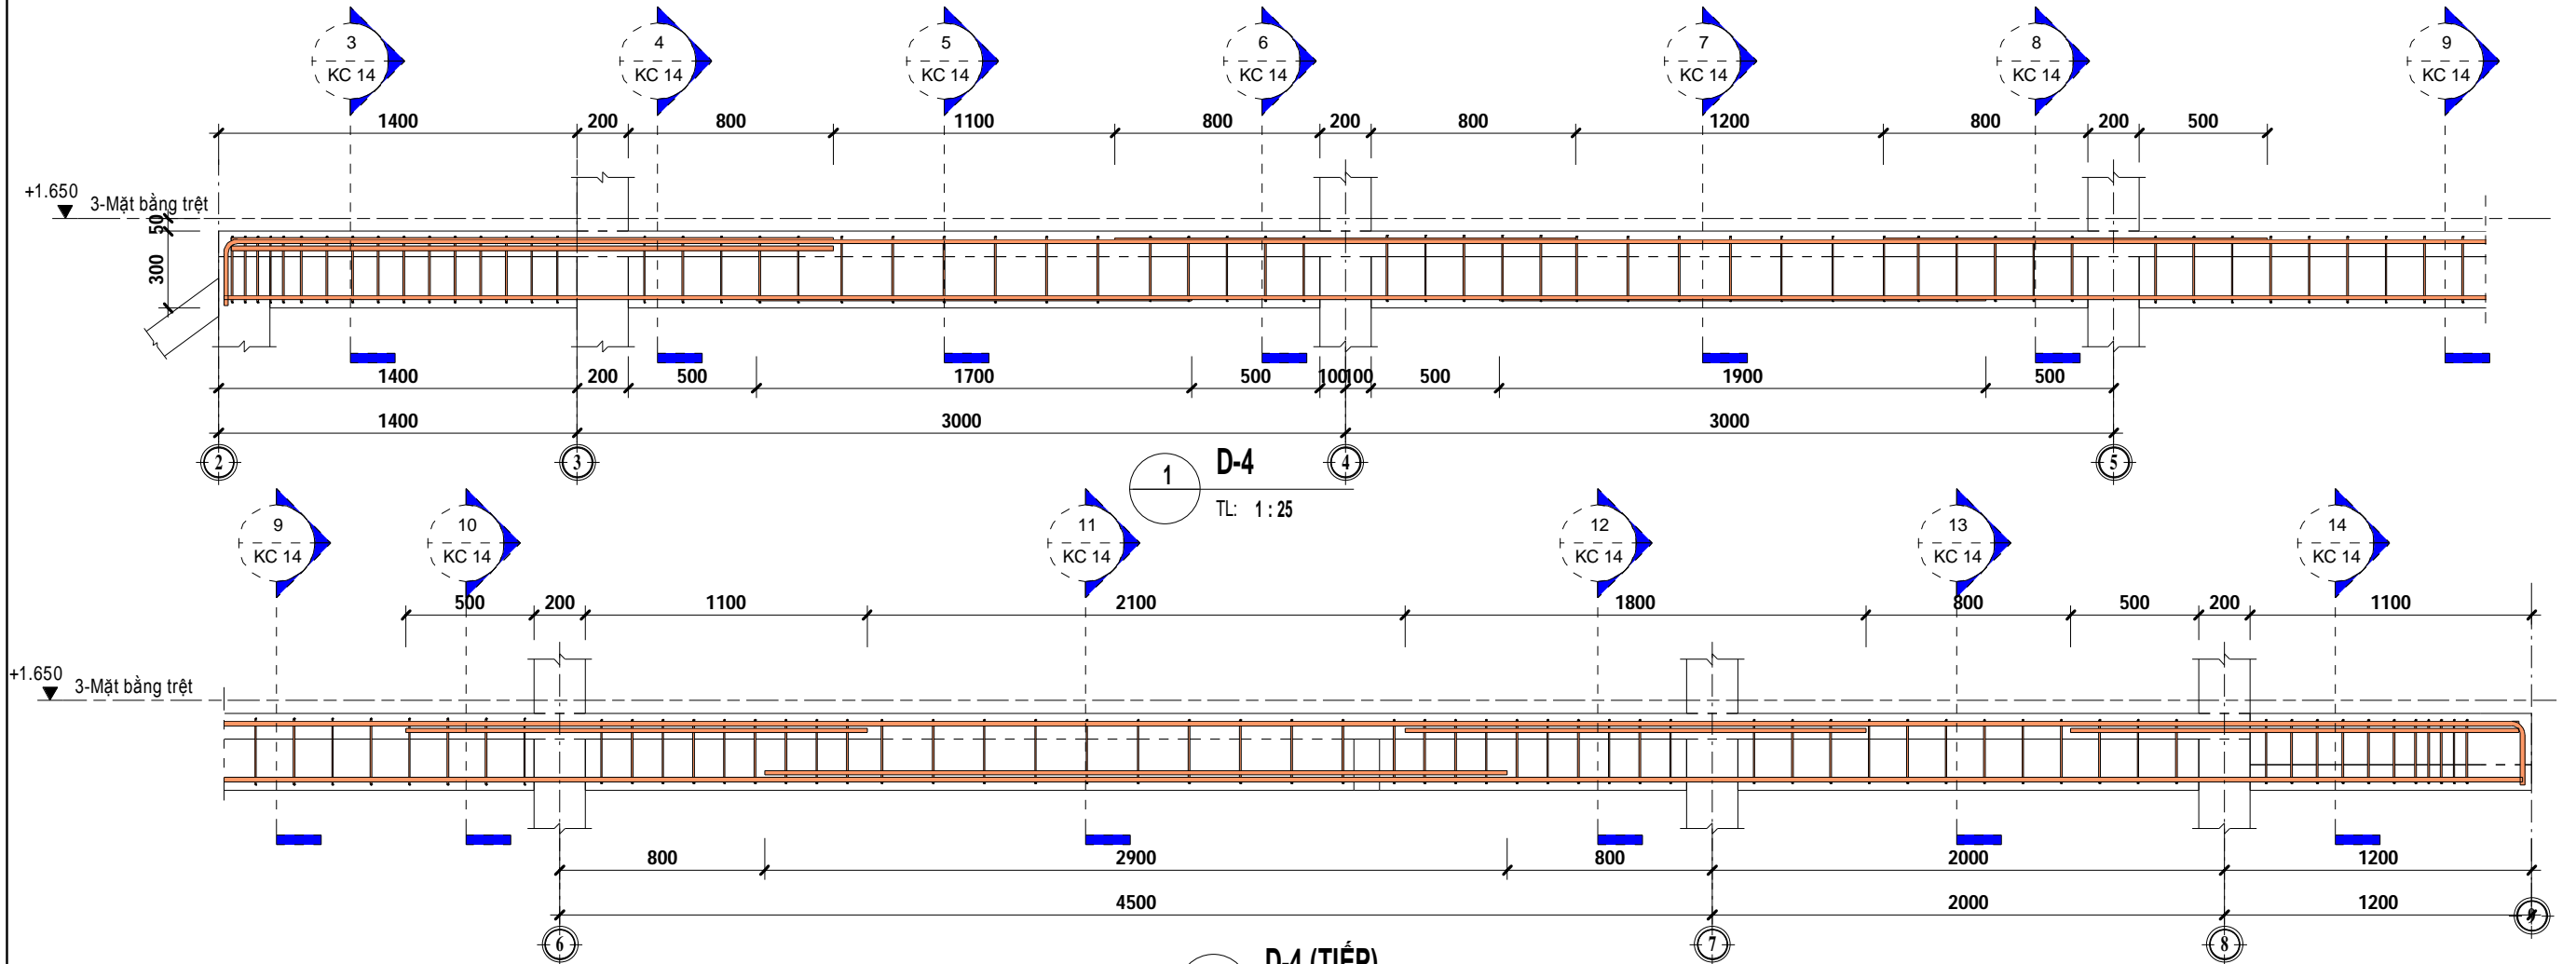 3 4 5 6 7 8 9
KC 14 KC 14 KC 14 KC 14 KC 14 KC 14 KC 14
1400 200 800 1100 800 200 800 1200 800 200 500
+1.650 3-Mặt bằng trệt
50
300
1400 200 500 1700 500 100 100 500 1900 500
1400 3000 3000
2 3 4 5
1 D-4
TL: 1 : 25
9 10 11 12 13 14
KC 14 KC 14 KC 14 KC 14 KC 14 KC 14
500 200 1100 2100 1800 800 500 200 1100
+1.650 3-Mặt bằng trệt
800 2900 800 2000 1200
4500 2000 1200
6 7 8 9
D-4 (TIẾP)